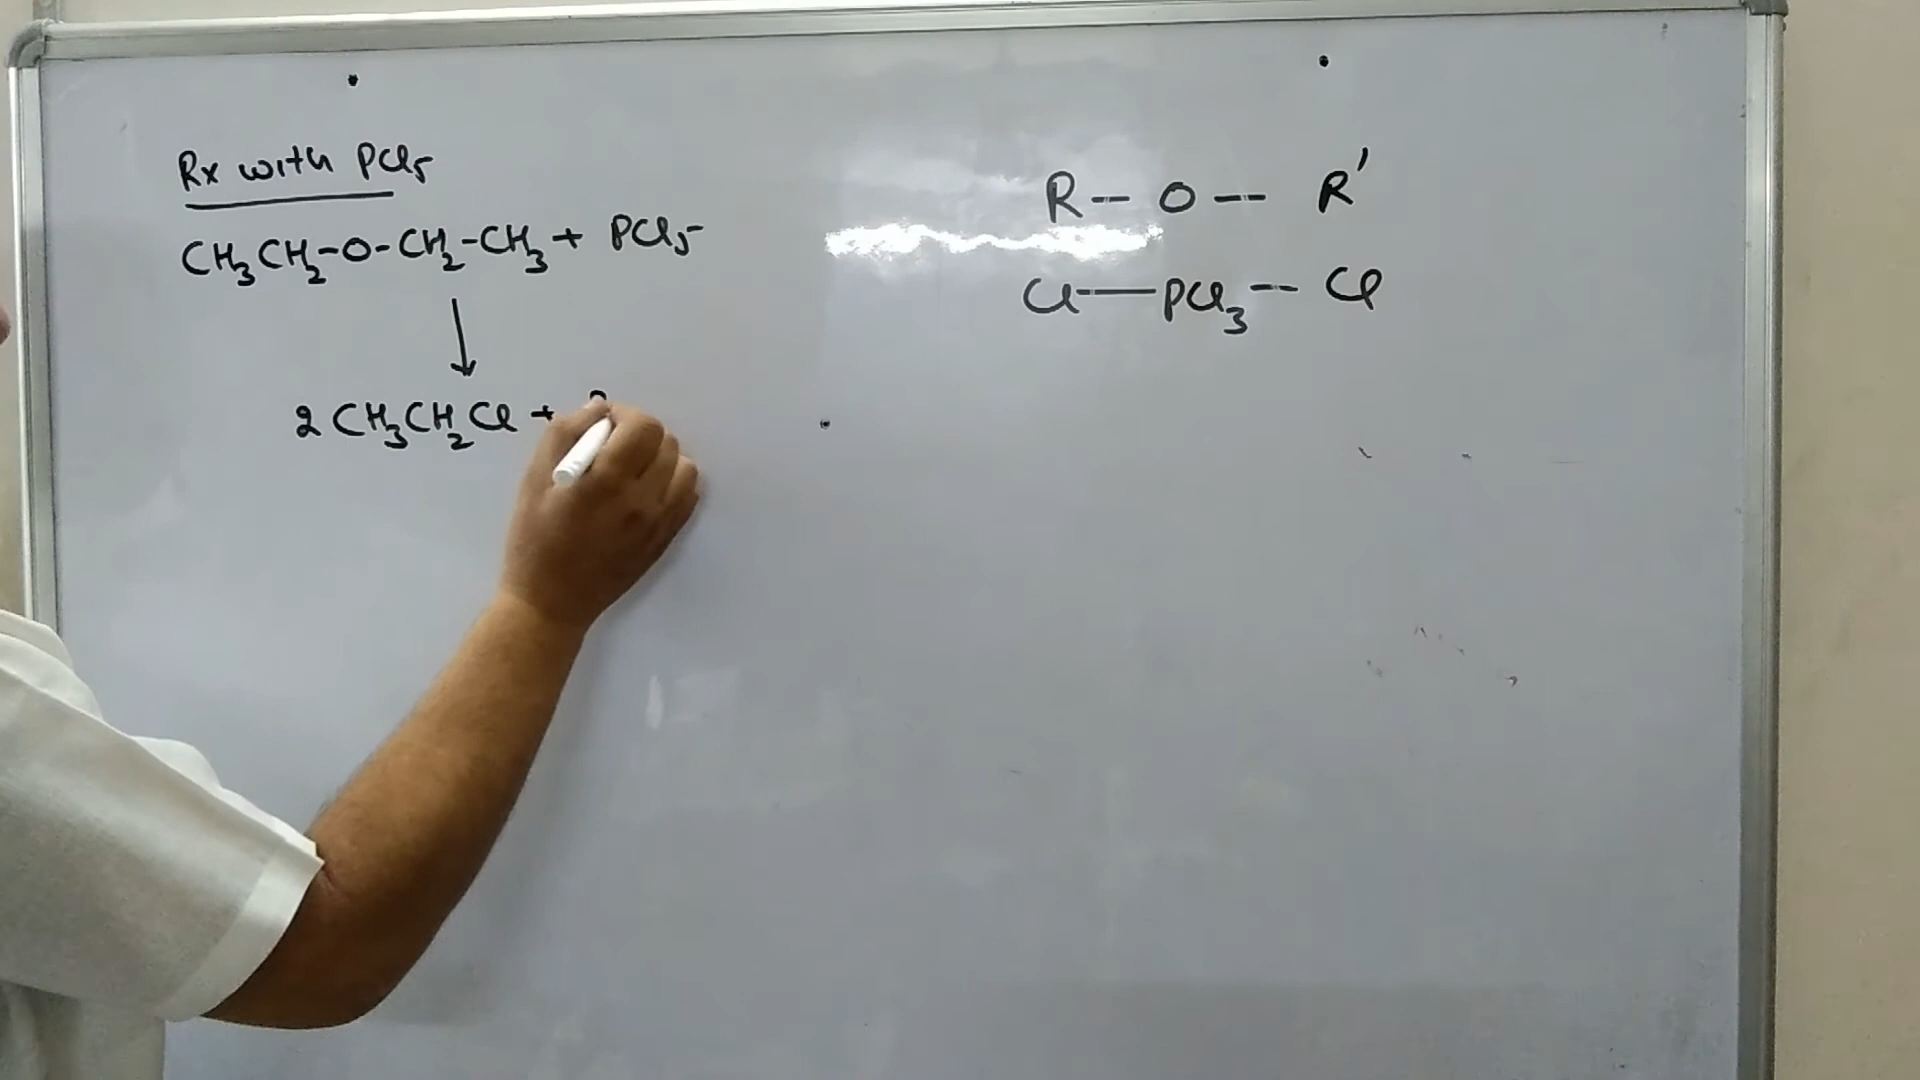 Rx with PCl5
CH3CH2-O-CH2-CH3 + PCl5
↓
2 CH3CH2Cl +
R-O-R'
Cl-PCl3-Cl